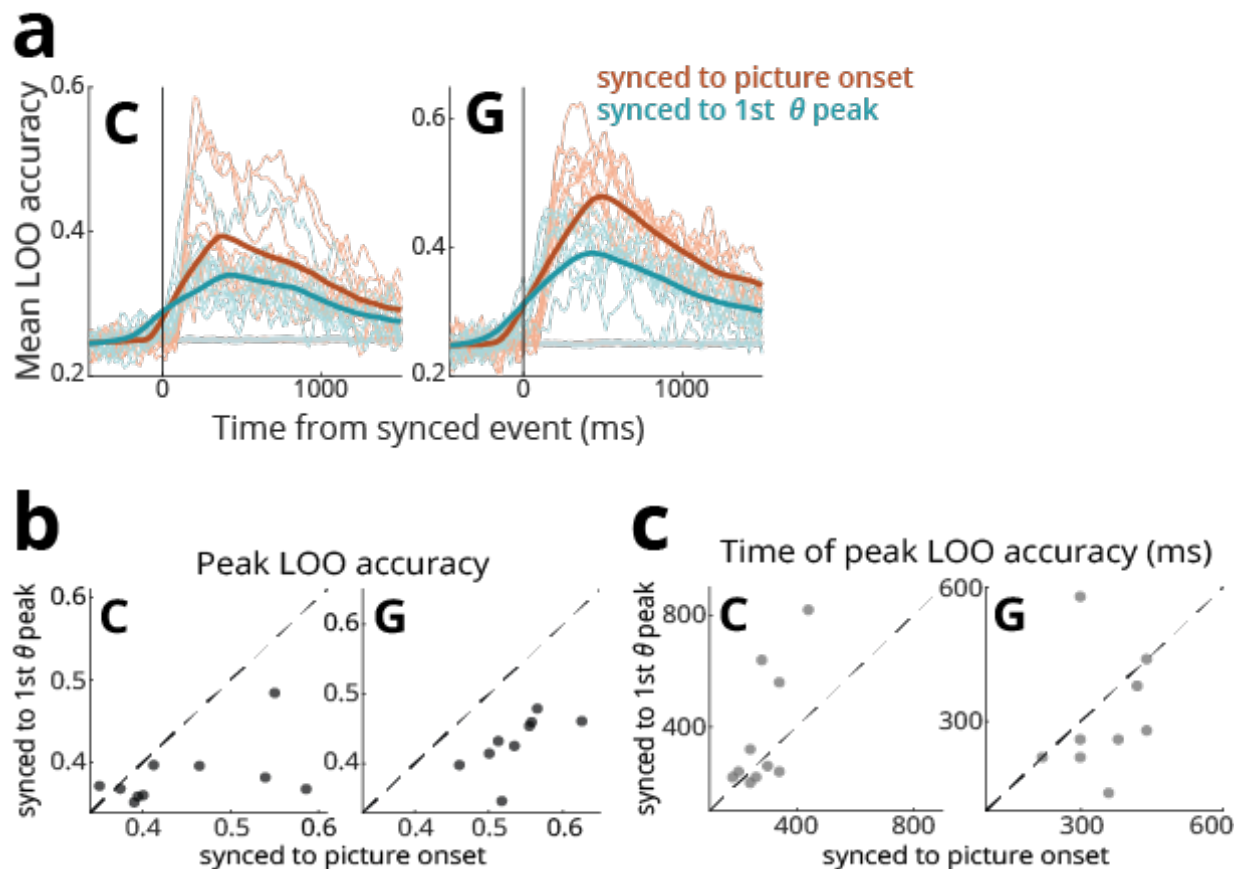 a
synced to picture onset
synced to 1st θ peak
Mean LOO accuracy
0.6
0.4
0.2
C
0
1000
G
0.6
0.4
0.2
0
1000
Time from synced event (ms)
b
Peak LOO accuracy
synced to 1st θ peak
0.6
0.5
0.4
C
0.4
0.5
0.6
G
0.6
0.5
0.4
0.4
0.5
0.6
synced to picture onset
c
Time of peak LOO accuracy (ms)
synced to 1st θ peak
800
400
C
400
800
600
300
G
300
600
synced to picture onset